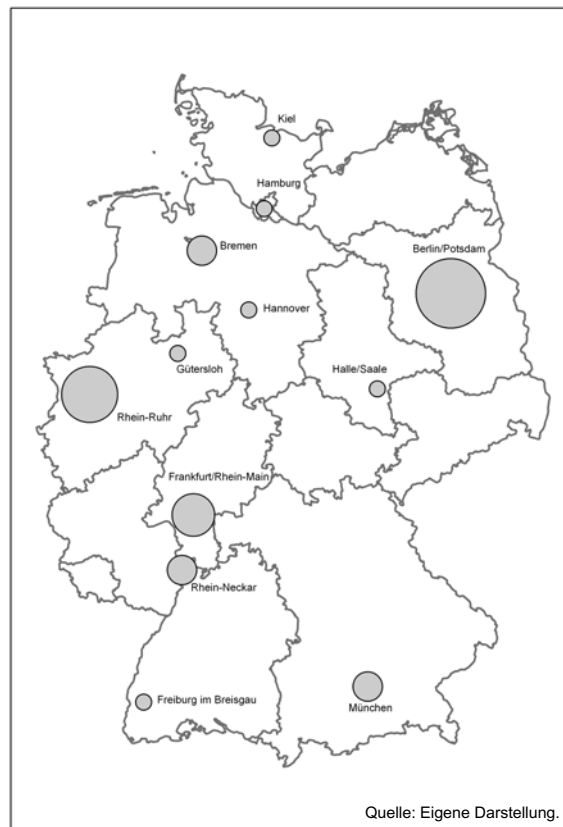 Kiel
Hamburg
Bremen
Berlin/Potsdam
Hannover
Gütersloh
Halle/Saale
Rhein-Ruhr
Frankfurt/Rhein-Main
Rhein-Neckar
Freiburg im Breisgau
München
Quelle: Eigene Darstellung.